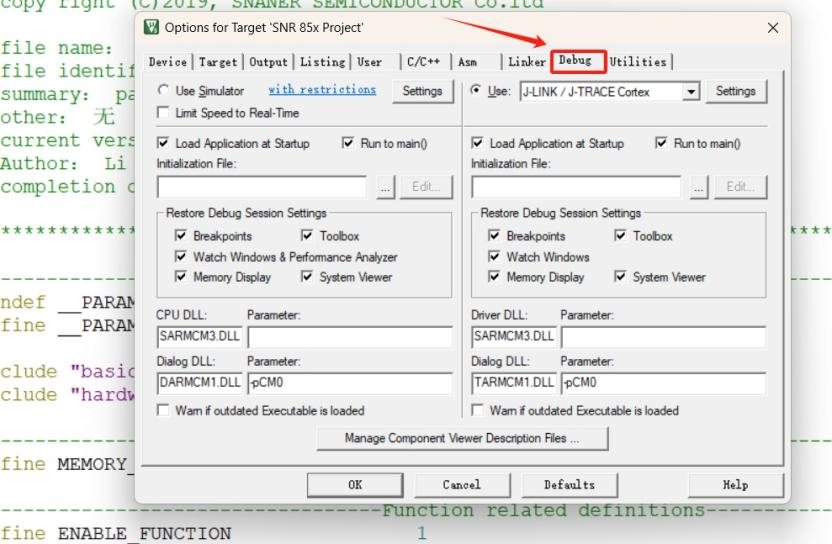 copy right (C)2019, SNANER SEMICONDUCTOR Co.ltd
Options for Target 'SNR 85x Project'
file name:
file identif
summary: pa
other: 无
current vers
Author: Li
completion
Device Target Output Listing User C/C++ Asm Linker Debug Utilities
Use Simulator with restrictions Settings
Limit Speed to Real-Time
Use: J-LINK / J-TRACE Cortex Settings
Load Application at Startup Run to main()
Initialization File:
... Edit...
Load Application at Startup Run to main()
Initialization File:
... Edit...
Restore Debug Session Settings
Breakpoints Toolbox
Watch Windows & Performance Analyzer
Memory Display System Viewer
Restore Debug Session Settings
Breakpoints Toolbox
Watch Windows
Memory Display System Viewer
CPU DLL: Parameter:
SARMCM3.DLL
Dialog DLL: Parameter:
DARMCM1.DLL -pCM0
Warn if outdated Executable is loaded
Driver DLL: Parameter:
SARMCM3.DLL
Dialog DLL: Parameter:
TARMCM1.DLL -pCM0
Warn if outdated Executable is loaded
Manage Component Viewer Description Files ...
OK Cancel Defaults Help
****************
----------------
ndef __PARAM
fine __PARAM
clude "basic
clude "hardw
fine MEMORY_
--------------------------------Function related definitions-----------
fine ENABLE_FUNCTION 1